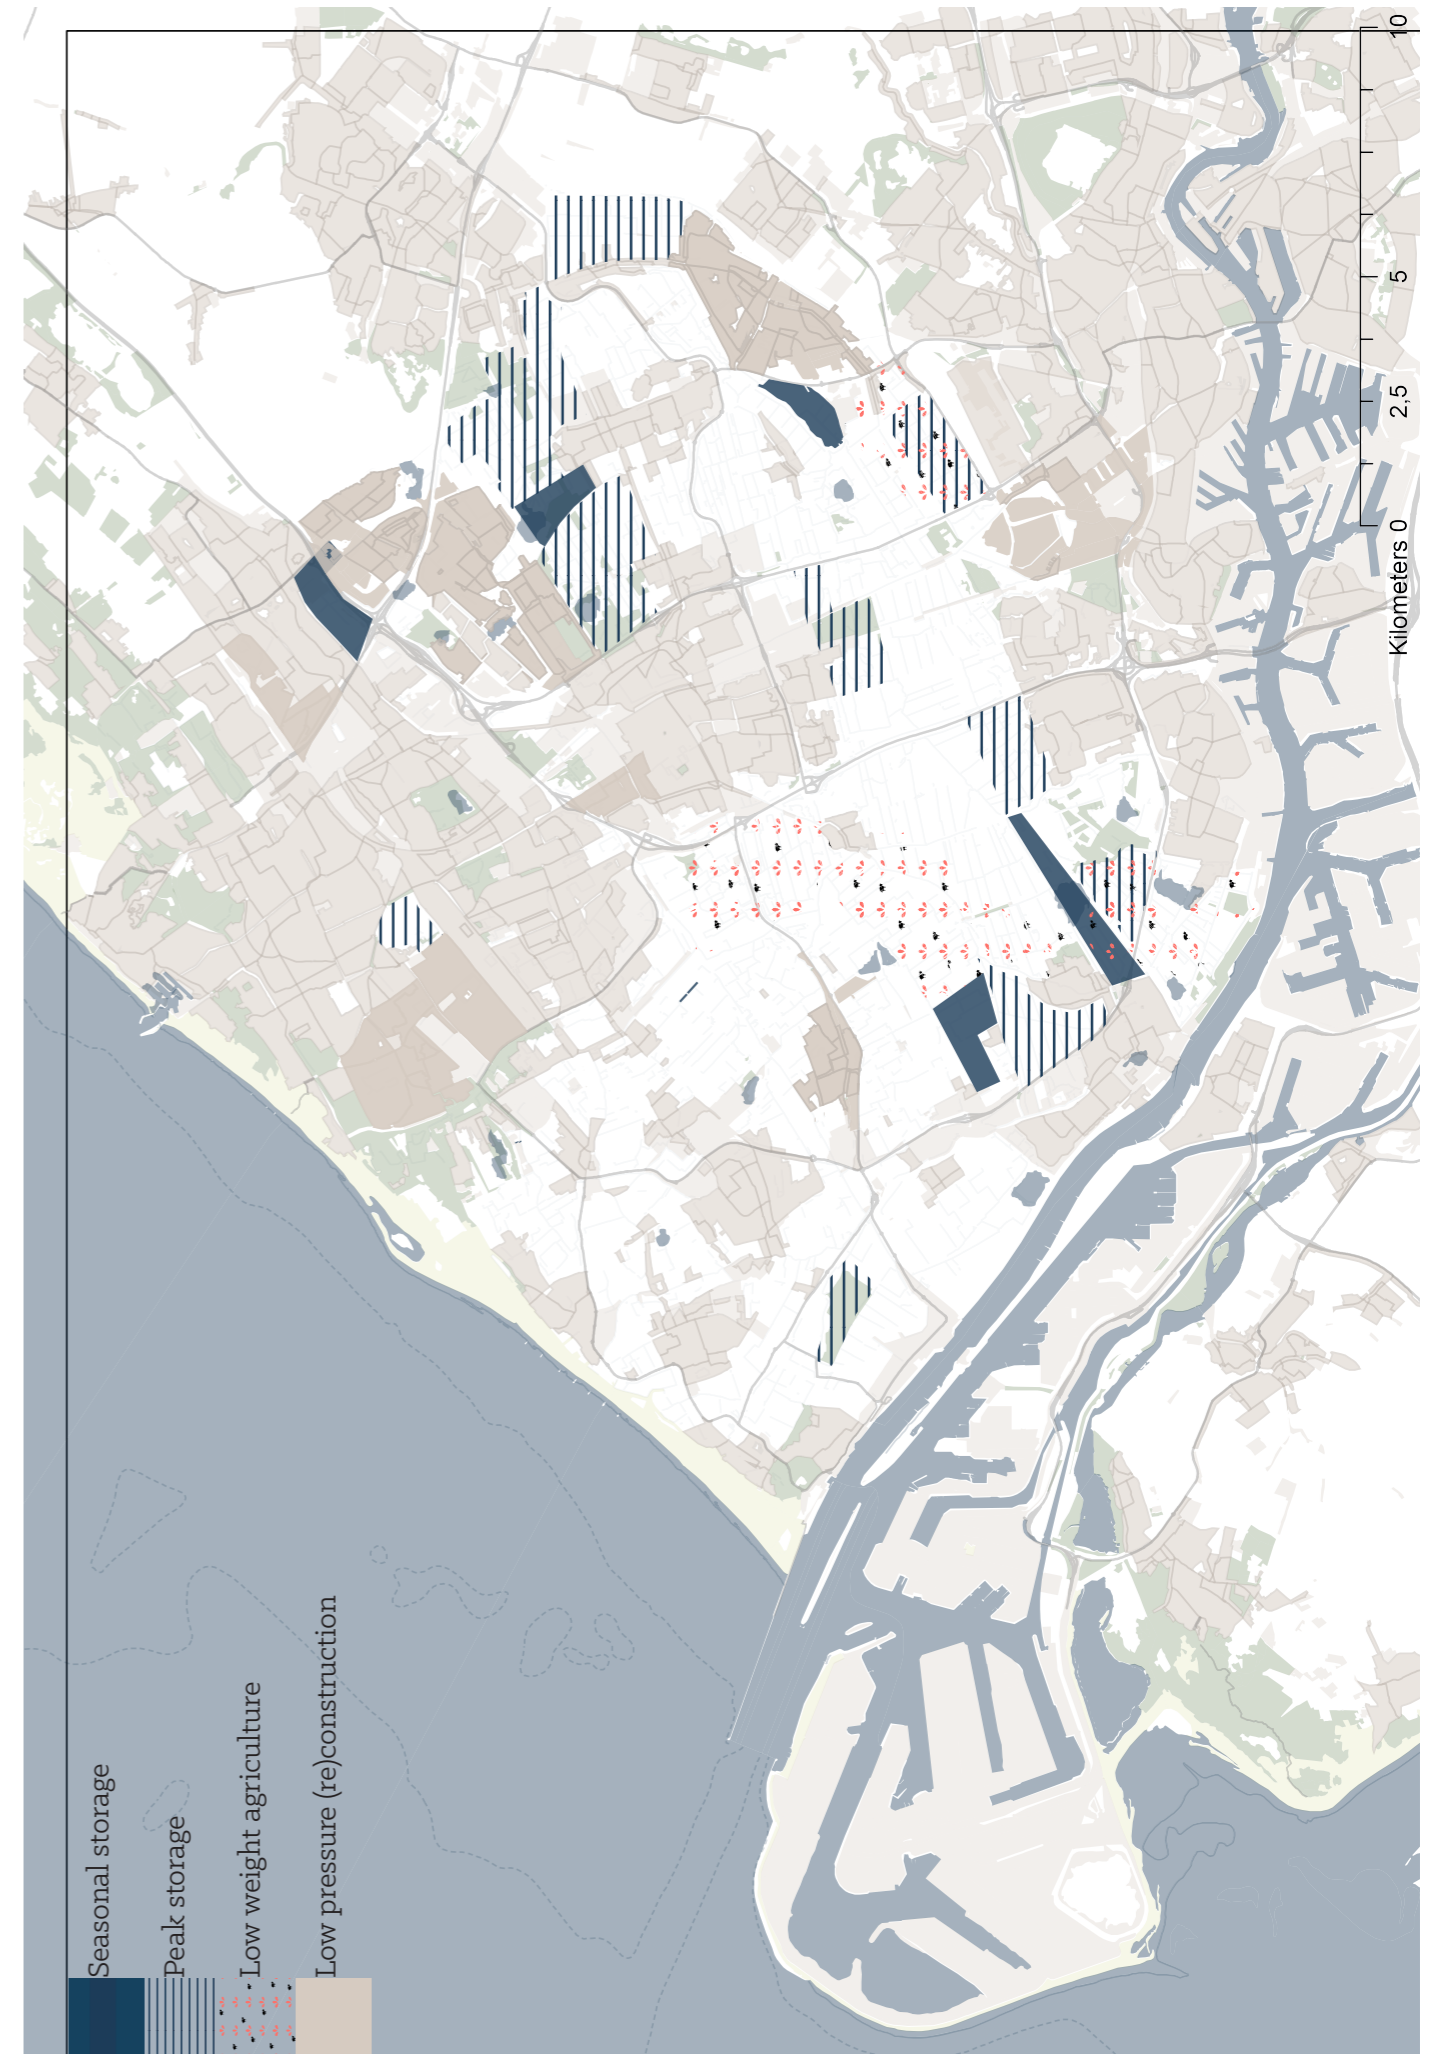 Seasonal storage
Peak storage
Low weight agriculture
Low pressure (re)construction
Kilometers 0
2,5
5
10